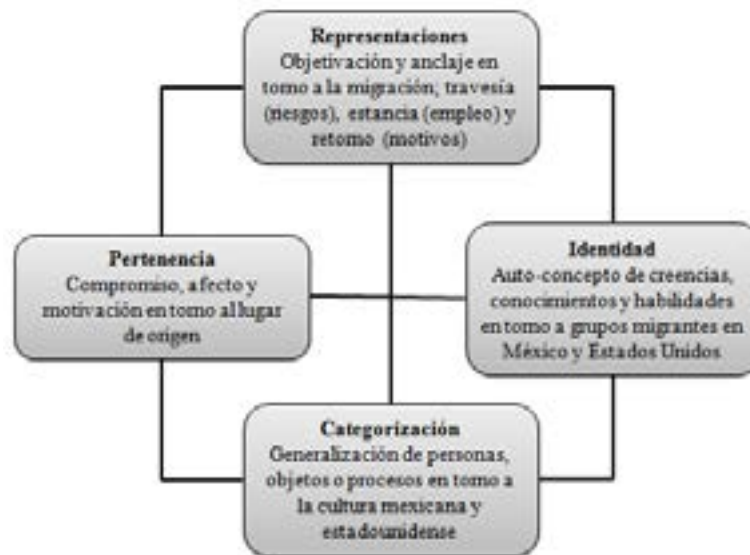 Representaciones
Objetivación y anclaje en
torno a la migración; travesía
(riesgos), estancia (empleo) y
retorno (motivos)
Pertenencia
Compromiso, afecto y
motivación en torno al lugar
de origen
Identidad
Auto-concepto de creencias,
conocimientos y habilidades
en torno a grupos migrantes en
México y Estados Unidos
Categorización
Generalización de personas,
objetos o procesos en torno a
la cultura mexicana y
estadounidense